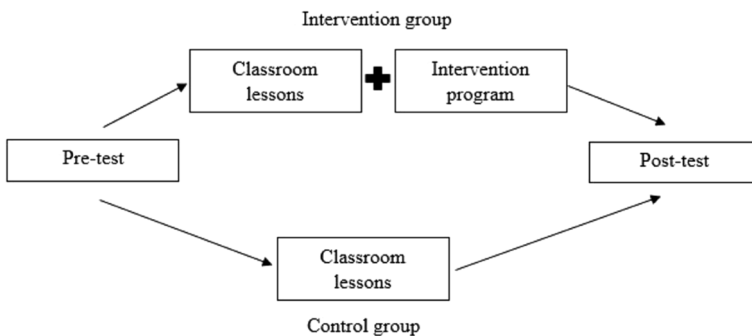 Intervention group
Classroom
lessons
Intervention
program
Pre-test
Post-test
Classroom
lessons
Control group